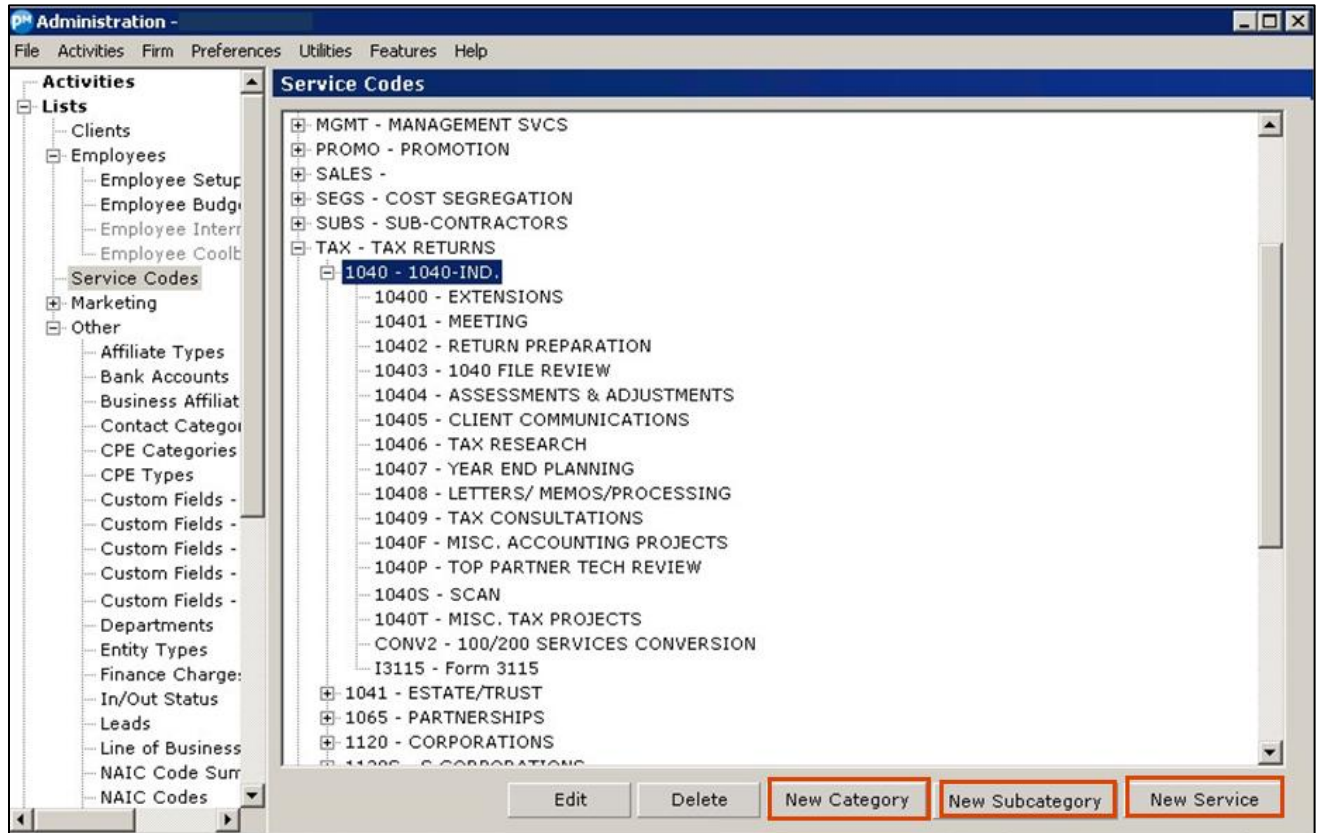 PM Administration -
File Activities Firm Preferences Utilities Features Help
Activities
Lists
Clients
Employees
Employee Setup
Employee Budg
Employee Intern
Employee Coolb
Service Codes
Marketing
Other
Affiliate Types
Bank Accounts
Business Affiliat
Contact Categor
CPE Categories
CPE Types
Custom Fields -
Custom Fields -
Custom Fields -
Custom Fields -
Custom Fields -
Departments
Entity Types
Finance Charge
In/Out Status
Leads
Line of Business
NAIC Code Sum
NAIC Codes
Service Codes
MGMT - MANAGEMENT SVCS
PROMO - PROMOTION
SALES -
SEGS - COST SEGREGATION
SUBS - SUB-CONTRACTORS
TAX - TAX RETURNS
1040 - 1040-IND.
10400 - EXTENSIONS
10401 - MEETING
10402 - RETURN PREPARATION
10403 - 1040 FILE REVIEW
10404 - ASSESSMENTS & ADJUSTMENTS
10405 - CLIENT COMMUNICATIONS
10406 - TAX RESEARCH
10407 - YEAR END PLANNING
10408 - LETTERS/ MEMOS/PROCESSING
10409 - TAX CONSULTATIONS
1040F - MISC. ACCOUNTING PROJECTS
1040P - TOP PARTNER TECH REVIEW
1040S - SCAN
1040T - MISC. TAX PROJECTS
CONV2 - 100/200 SERVICES CONVERSION
I3115 - Form 3115
1041 - ESTATE/TRUST
1065 - PARTNERSHIPS
1120 - CORPORATIONS
1120S - S CORPORATIONS
Edit Delete New Category New Subcategory New Service